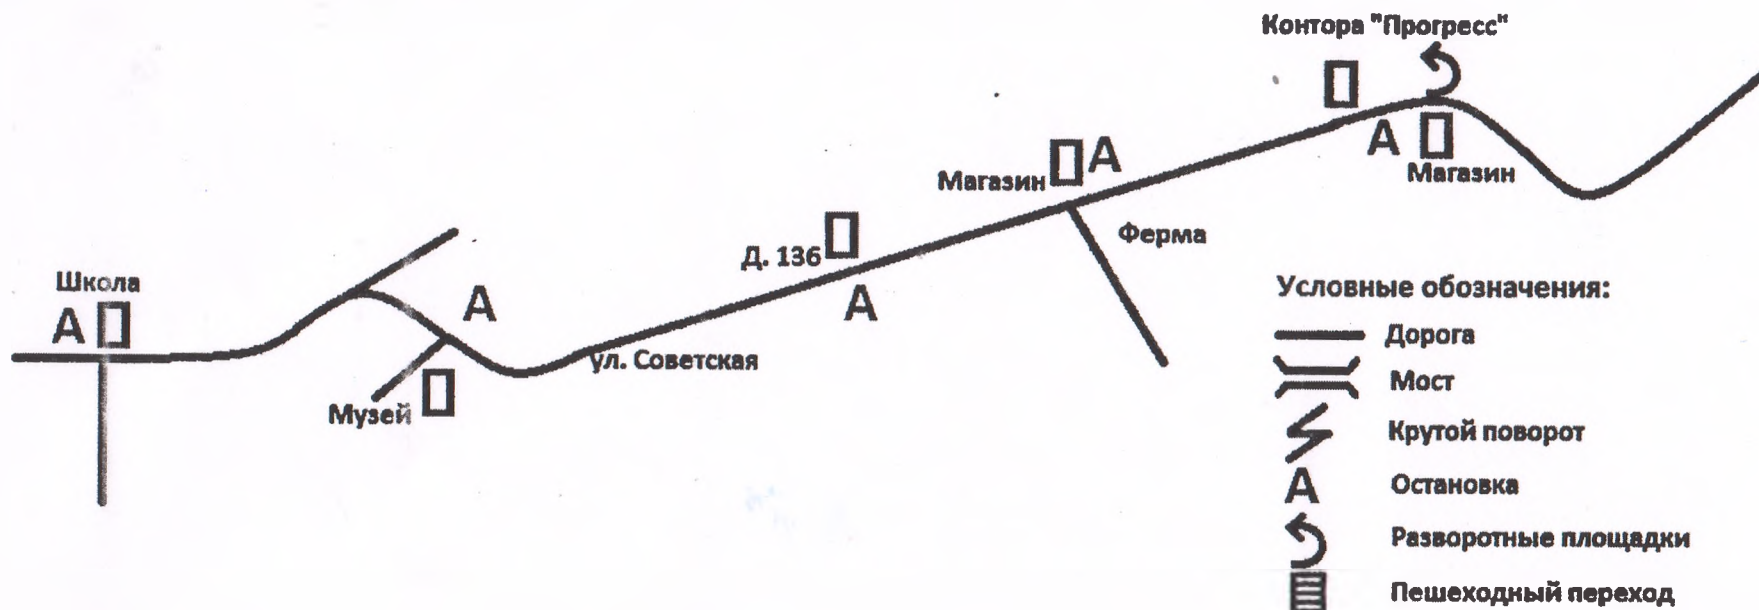 Контора "Прогресс"
Магазин
А
А
Магазин
Ферма
Д. 136
А
Школа
А
А
ул. Советская
Музей
Условные обозначения:
Дорога
Мост
Крутой поворот
А Остановка
Разворотные площадки
Пешеходный переход